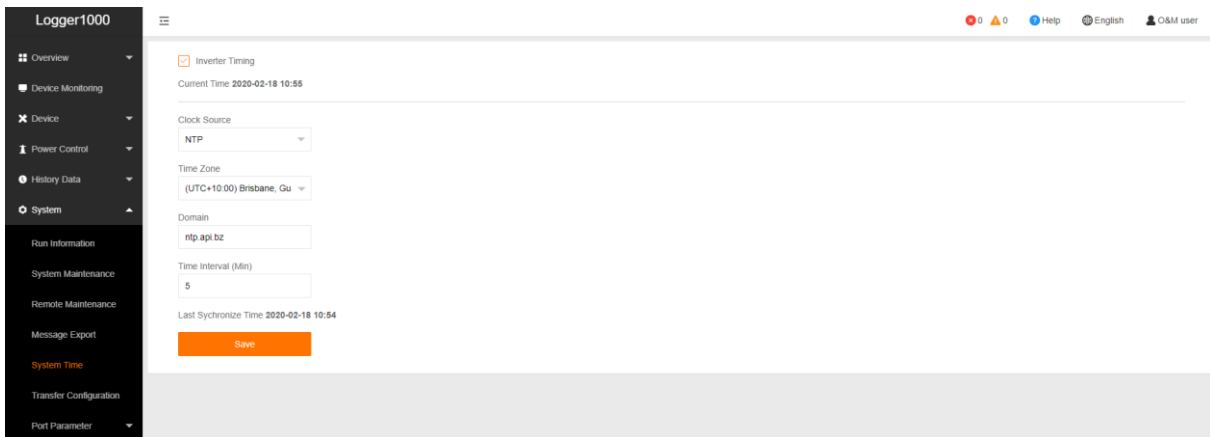 Logger1000
0 0 Help English O&M user
Overview
Device Monitoring
Device
Power Control
History Data
System
Run Information
System Maintenance
Remote Maintenance
Message Export
System Time
Transfer Configuration
Port Parameter
Inverter Timing
Current Time 2020-02-18 10:55
Clock Source
NTP
Time Zone
(UTC+10:00) Brisbane, Gu
Domain
ntp.api.bz
Time Interval (Min)
5
Last Sychronize Time 2020-02-18 10:54
Save